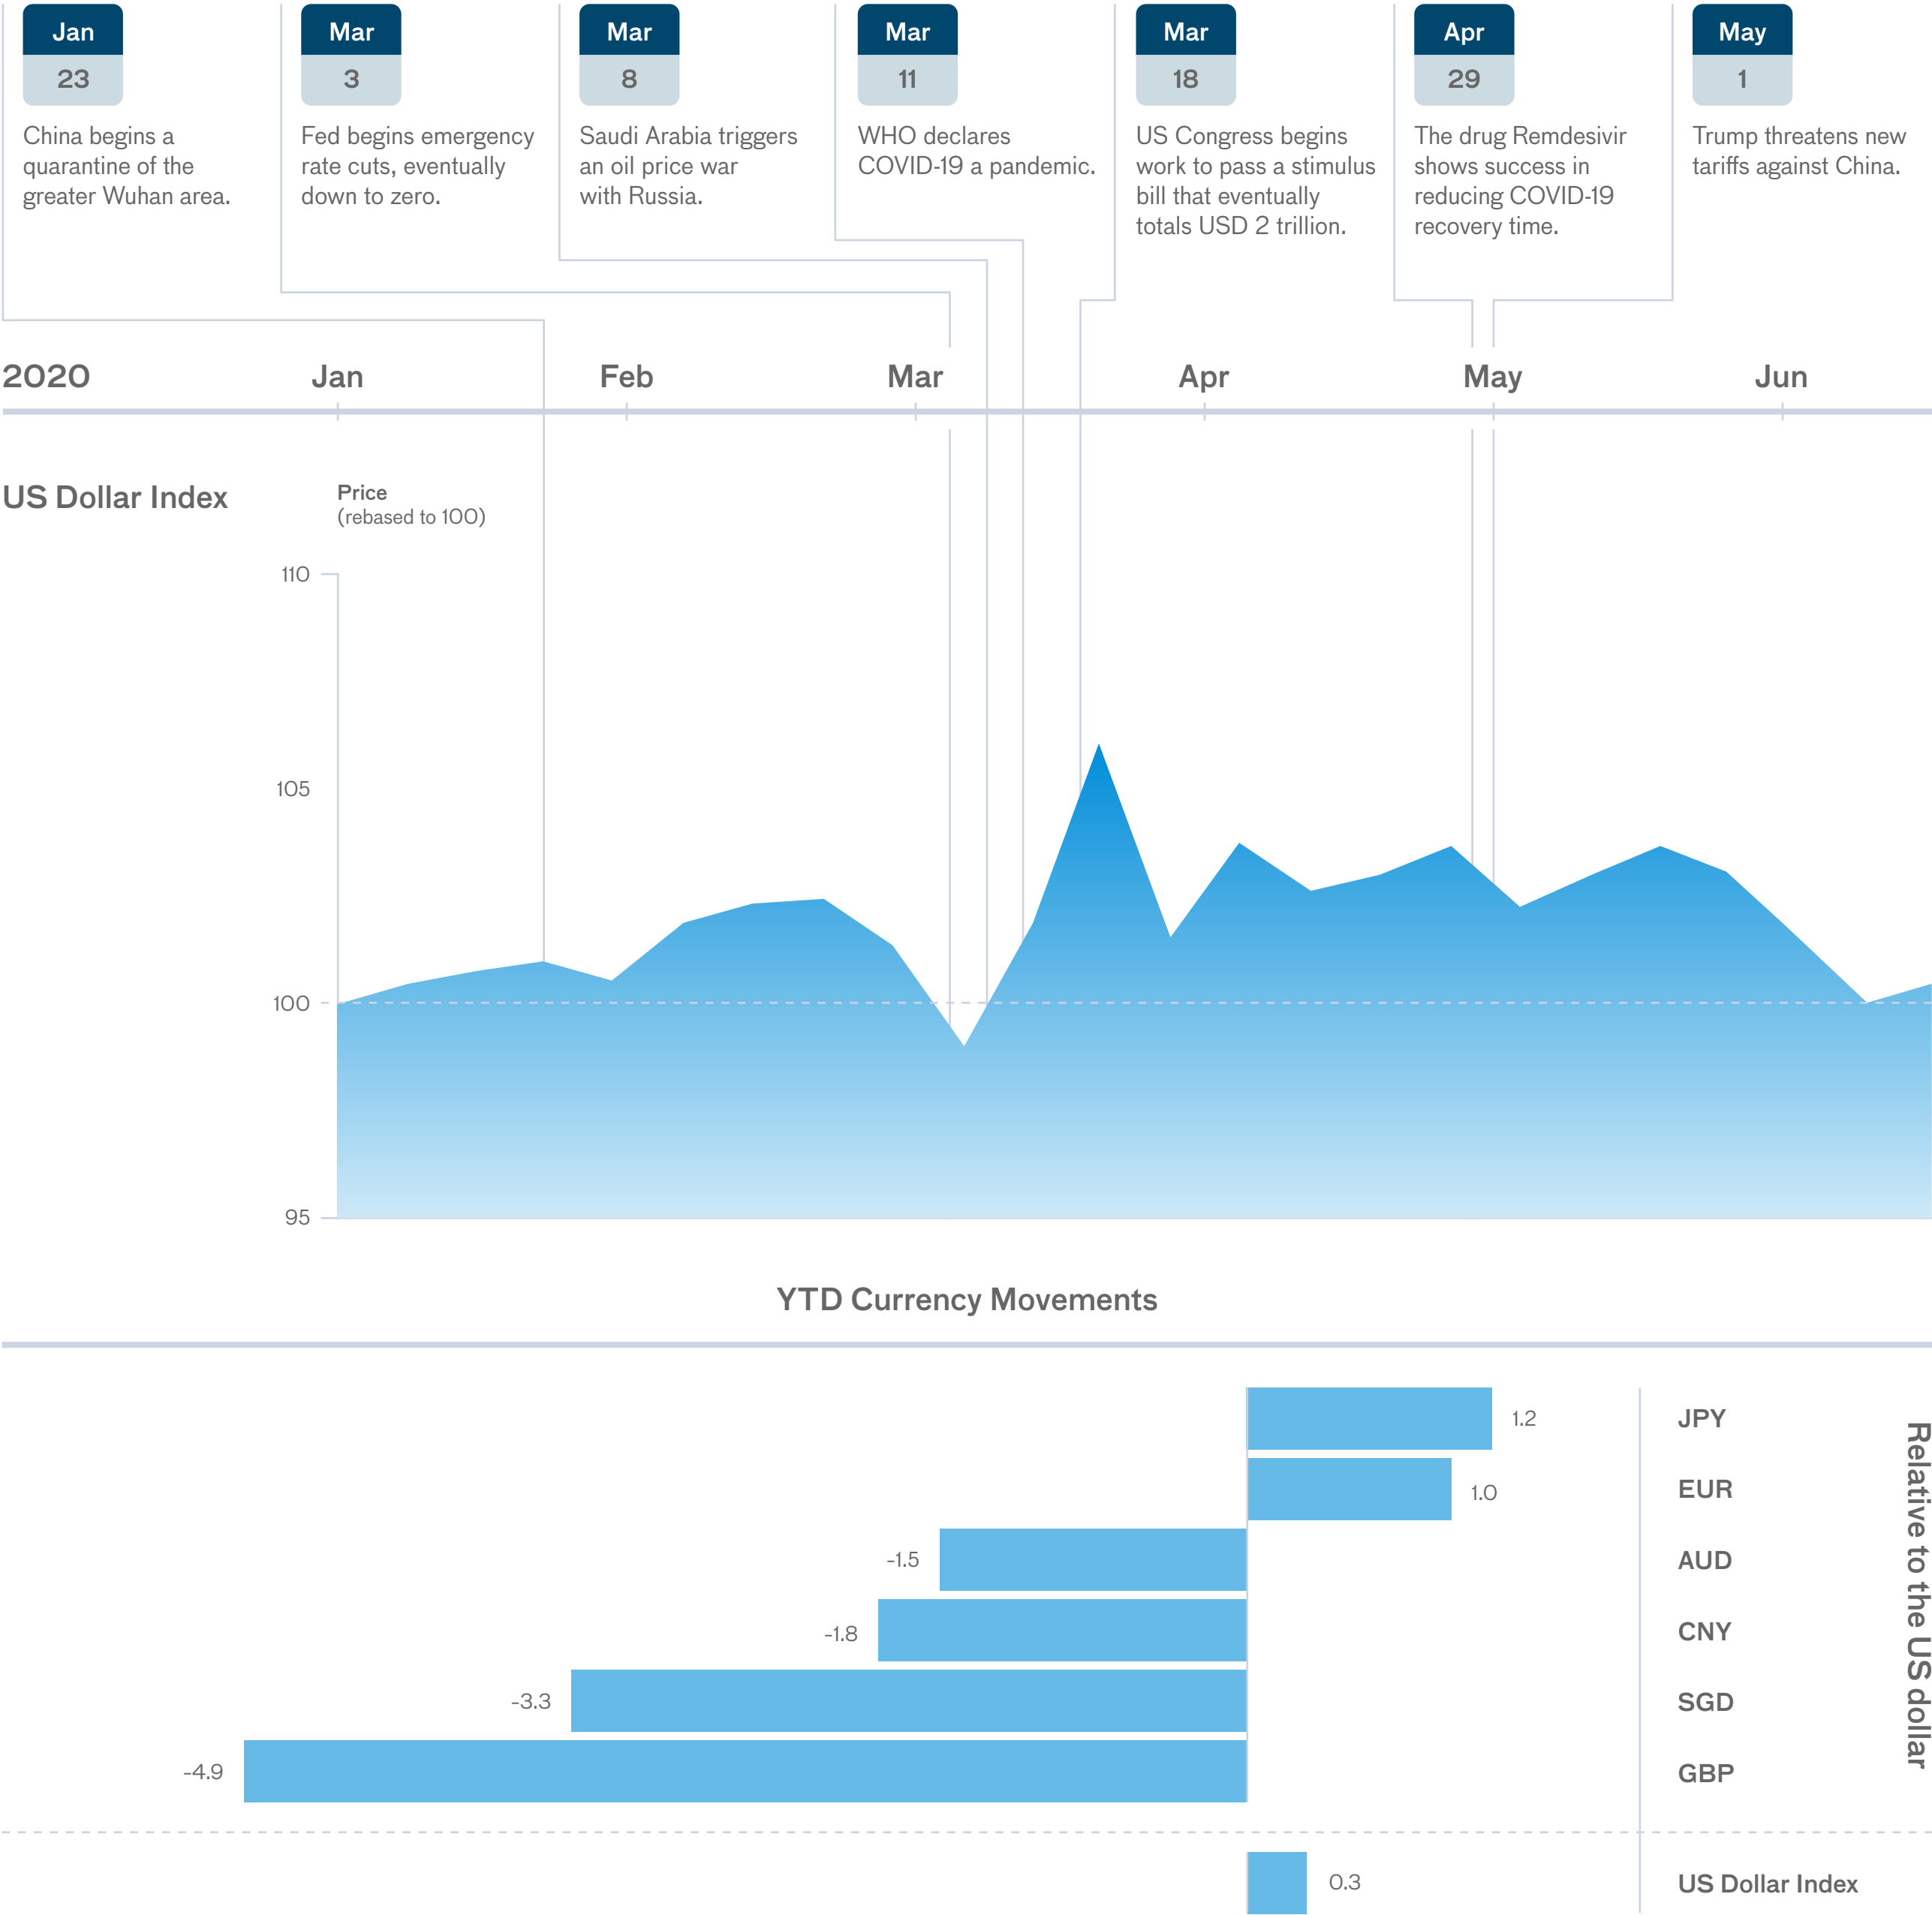 Jan
23
China begins a
quarantine of the
greater Wuhan area.
Mar
3
Fed begins emergency
rate cuts, eventually
down to zero.
Mar
8
Saudi Arabia triggers
an oil price war
with Russia.
Mar
11
WHO declares
COVID-19 a pandemic.
Mar
18
US Congress begins
work to pass a stimulus
bill that eventually
totals USD 2 trillion.
Apr
29
The drug Remdesivir
shows success in
reducing COVID-19
recovery time.
May
1
Trump threatens new
tariffs against China.
2020 Jan Feb Mar Apr May Jun
US Dollar Index
Price
(rebased to 100)
110
105
100
95
YTD Currency Movements
1.2 JPY
1.0 EUR
-1.5 AUD
-1.8 CNY
-3.3 SGD
-4.9 GBP
Relative to the US dollar
0.3 US Dollar Index